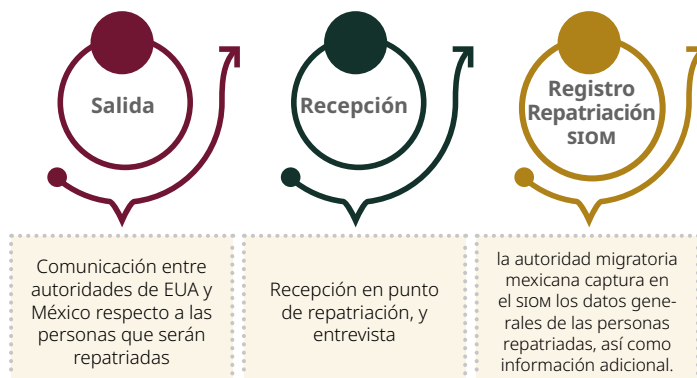 Salida
Recepción
Registro
Repatriación
SIOM
Comunicación entre
autoridades de EUA y
México respecto a las
personas que serán
repatriadas
Recepción en punto
de repatriación, y
entrevista
la autoridad migratoria
mexicana captura en
el SIOM los datos gene-
rales de las personas
repatriadas, así como
información adicional.